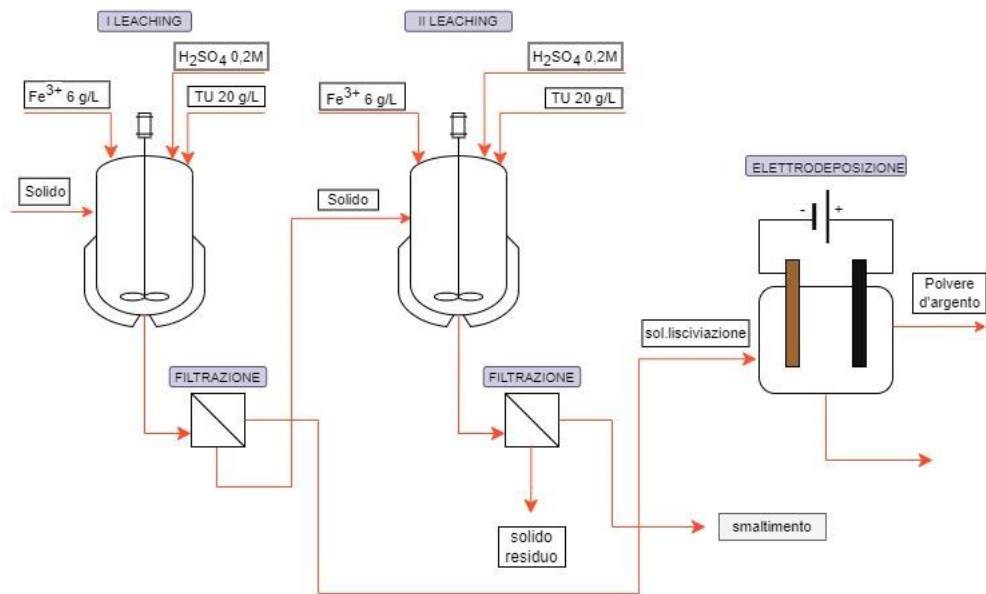 I LEACHING
II LEACHING
H₂SO₄ 0,2M
H₂SO₄ 0,2M
Fe³⁺ 6 g/L
TU 20 g/L
Fe³⁺ 6 g/L
TU 20 g/L
ELETTRODEPOSIZIONE
Solido
Solido
- +
Polvere
d'argento
sol.lisciviazione
FILTRAZIONE
FILTRAZIONE
solido
residuo
smaltimento